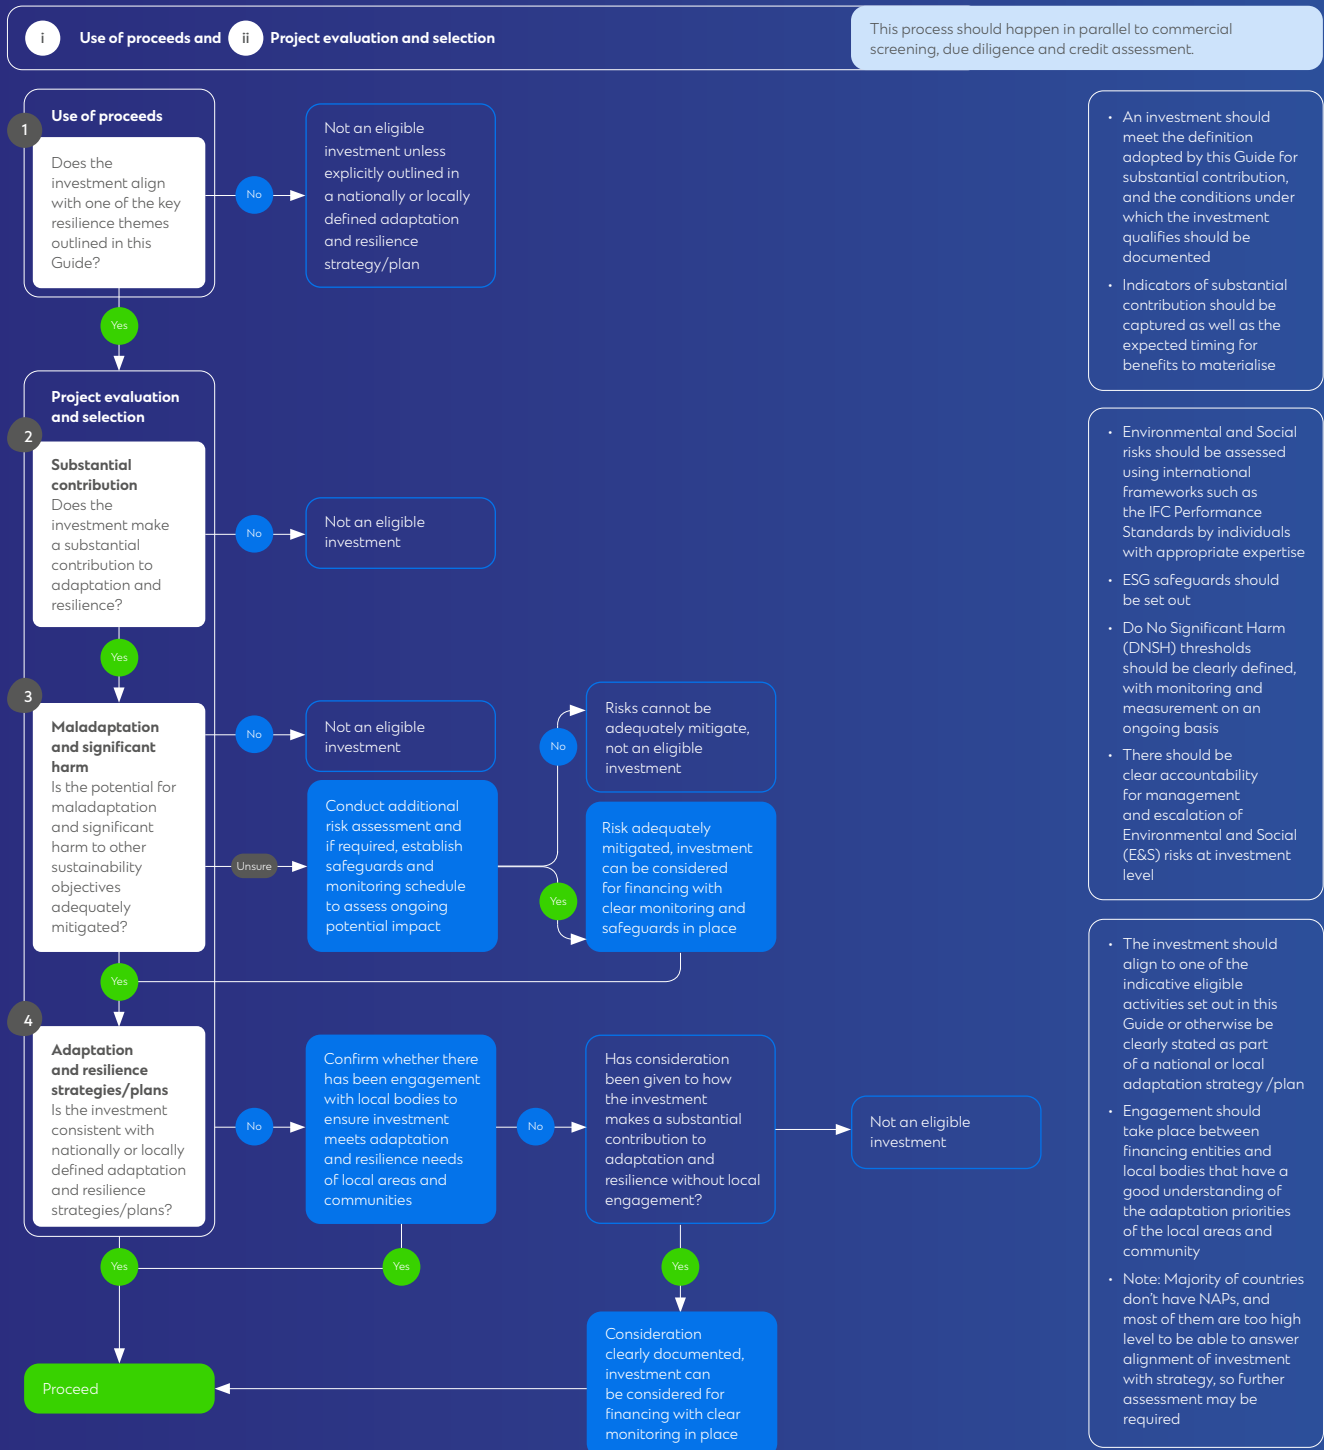 i Use of proceeds and ii Project evaluation and selection
This process should happen in parallel to commercial
screening, due diligence and credit assessment.
1
Use of proceeds
Does the
investment align
with one of the key
resilience themes
outlined in this
Guide?
No
Not an eligible
investment unless
explicitly outlined in
a nationally or locally
defined adaptation
and resilience
strategy/plan
Yes
Project evaluation
and selection
2
Substantial
contribution
Does the
investment make
a substantial
contribution to
adaptation and
resilience?
No
Not an eligible
investment
Yes
3
Maladaptation
and significant
harm
Is the potential for
maladaptation
and significant
harm to other
sustainability
objectives
adequately
mitigated?
No
Not an eligible
investment
Unsure
Conduct additional
risk assessment and
if required, establish
safeguards and
monitoring schedule
to assess ongoing
potential impact
No
Risks cannot be
adequately mitigate,
not an eligible
investment
Yes
Risk adequately
mitigated, investment
can be considered
for financing with
clear monitoring and
safeguards in place
Yes
4
Adaptation
and resilience
strategies/plans
Is the investment
consistent with
nationally or locally
defined adaptation
and resilience
strategies/plans?
No
Confirm whether there
has been engagement
with local bodies to
ensure investment
meets adaptation
and resilience needs
of local areas and
communities
No
Has consideration
been given to how
the investment
makes a substantial
contribution to
adaptation and
resilience without local
engagement?
Not an eligible
investment
Yes
Yes
Yes
Consideration
clearly documented,
investment can
be considered for
financing with clear
monitoring in place
Proceed
• An investment should
meet the definition
adopted by this Guide for
substantial contribution,
and the conditions under
which the investment
qualifies should be
documented
• Indicators of substantial
contribution should be
captured as well as the
expected timing for
benefits to materialise
• Environmental and Social
risks should be assessed
using international
frameworks such as
the IFC Performance
Standards by individuals
with appropriate expertise
• ESG safeguards should
be set out
• Do No Significant Harm
(DNSH) thresholds
should be clearly defined,
with monitoring and
measurement on an
ongoing basis
• There should be
clear accountability
for management
and escalation of
Environmental and Social
(E&S) risks at investment
level
• The investment should
align to one of the
indicative eligible
activities set out in this
Guide or otherwise be
clearly stated as part
of a national or local
adaptation strategy /plan
• Engagement should
take place between
financing entities and
local bodies that have a
good understanding of
the adaptation priorities
of the local areas and
community
• Note: Majority of countries
don't have NAPs, and
most of them are too high
level to be able to answer
alignment of investment
with strategy, so further
assessment may be
required